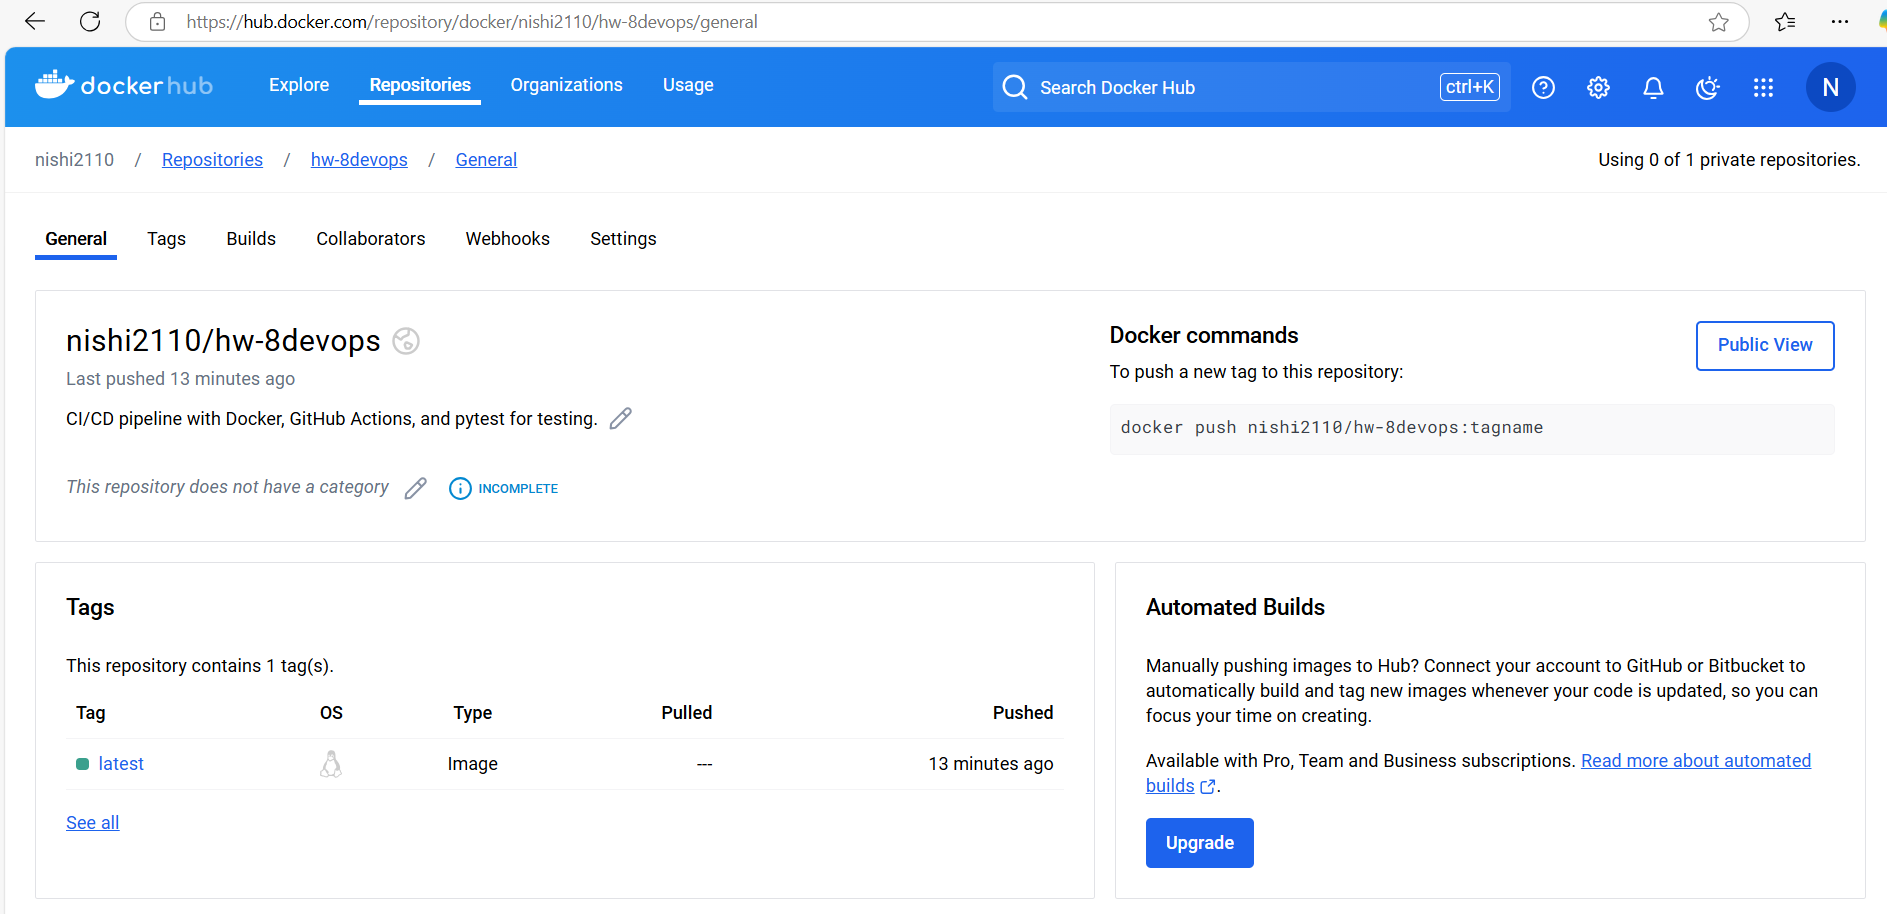 https://hub.docker.com/repository/docker/nishi2110/hw-8devops/general
dockerhub
Explore
Repositories
Organizations
Usage
Search Docker Hub
ctrl+K
N
nishi2110 / Repositories / hw-8devops / General
Using 0 of 1 private repositories.
General
Tags
Builds
Collaborators
Webhooks
Settings
nishi2110/hw-8devops
Last pushed 13 minutes ago
CI/CD pipeline with Docker, GitHub Actions, and pytest for testing.
This repository does not have a category
INCOMPLETE
Docker commands
To push a new tag to this repository:
docker push nishi2110/hw-8devops:tagname
Public View
Tags
This repository contains 1 tag(s).
Tag OS Type Pulled Pushed
latest Image --- 13 minutes ago
See all
Automated Builds
Manually pushing images to Hub? Connect your account to GitHub or Bitbucket to
automatically build and tag new images whenever your code is updated, so you can
focus your time on creating.
Available with Pro, Team and Business subscriptions. Read more about automated
builds.
Upgrade